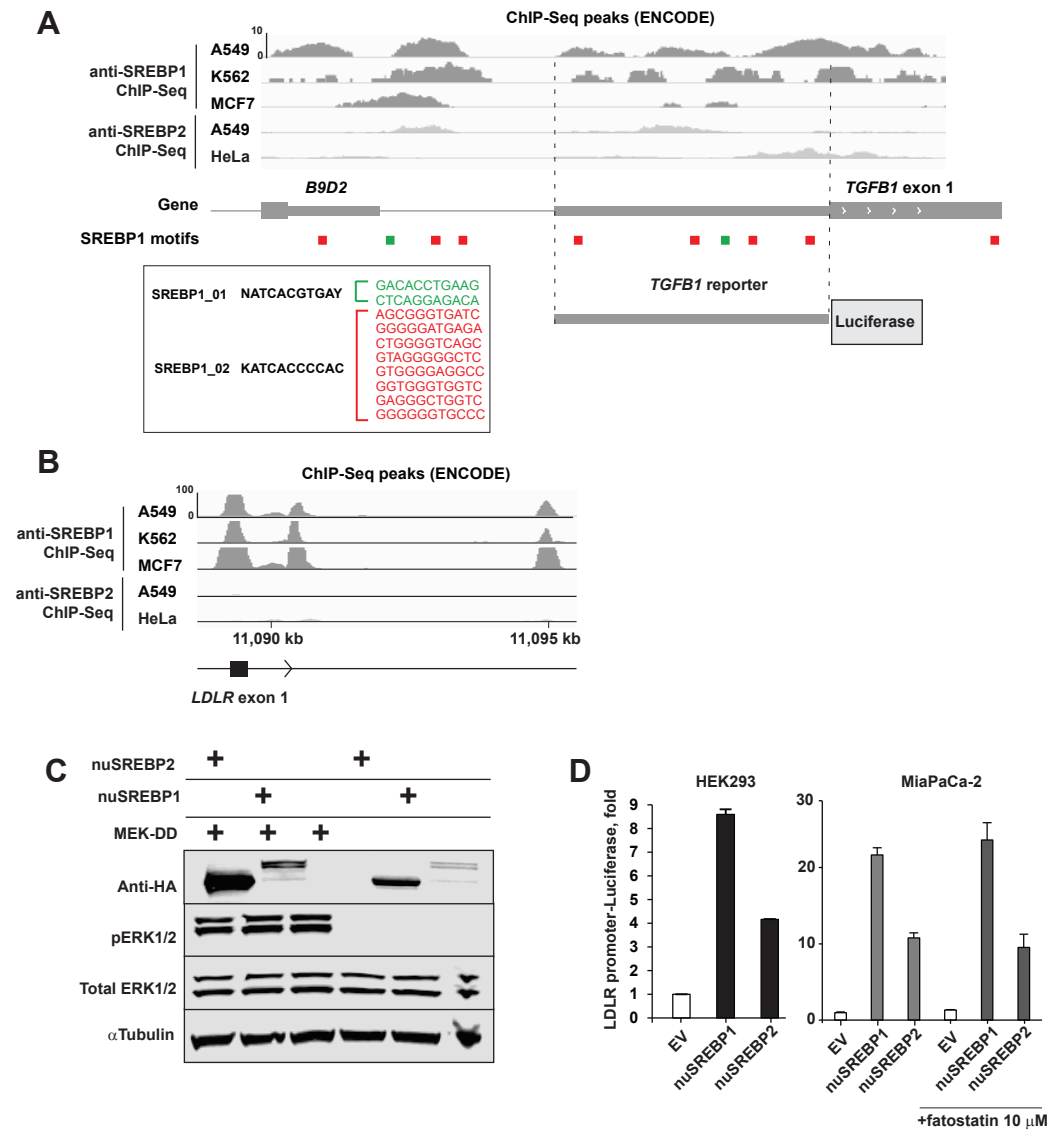 A
ChIP-Seq peaks (ENCODE)
10
0
anti-SREBP1
ChIP-Seq
A549
K562
MCF7
anti-SREBP2
ChIP-Seq
A549
HeLa
B9D2
TGFB1 exon 1
Gene
SREBP1 motifs
SREBP1_01 NATCACGTGAY
GACACCTGAAG
CTCAGGAGACA
SREBP1_02 KATCACCCCAC
AGCGGGTGATC
GGGGGATGAGA
CTGGGGTCAGC
GTAGGGGGCTC
GTGGGGAGGCC
GGTGGGTGGTC
GAGGGCTGGTC
GGGGGGTGCCC
TGFB1 reporter
Luciferase
B
ChIP-Seq peaks (ENCODE)
100
0
anti-SREBP1
ChIP-Seq
A549
K562
MCF7
anti-SREBP2
ChIP-Seq
A549
HeLa
11,090 kb 11,095 kb
LDLR exon 1
C
nuSREBP2 + +
nuSREBP1 + +
MEK-DD + + +
Anti-HA
pERK1/2
Total ERK1/2
αTubulin
D
LDLR promoter-Luciferase, fold
HEK293
9
8
7
6
5
4
3
2
1
0
EV
nuSREBP1
nuSREBP2
MiaPaCa-2
30
20
10
0
EV
nuSREBP1
nuSREBP2
EV
nuSREBP1
nuSREBP2
+fatostatin 10 μM